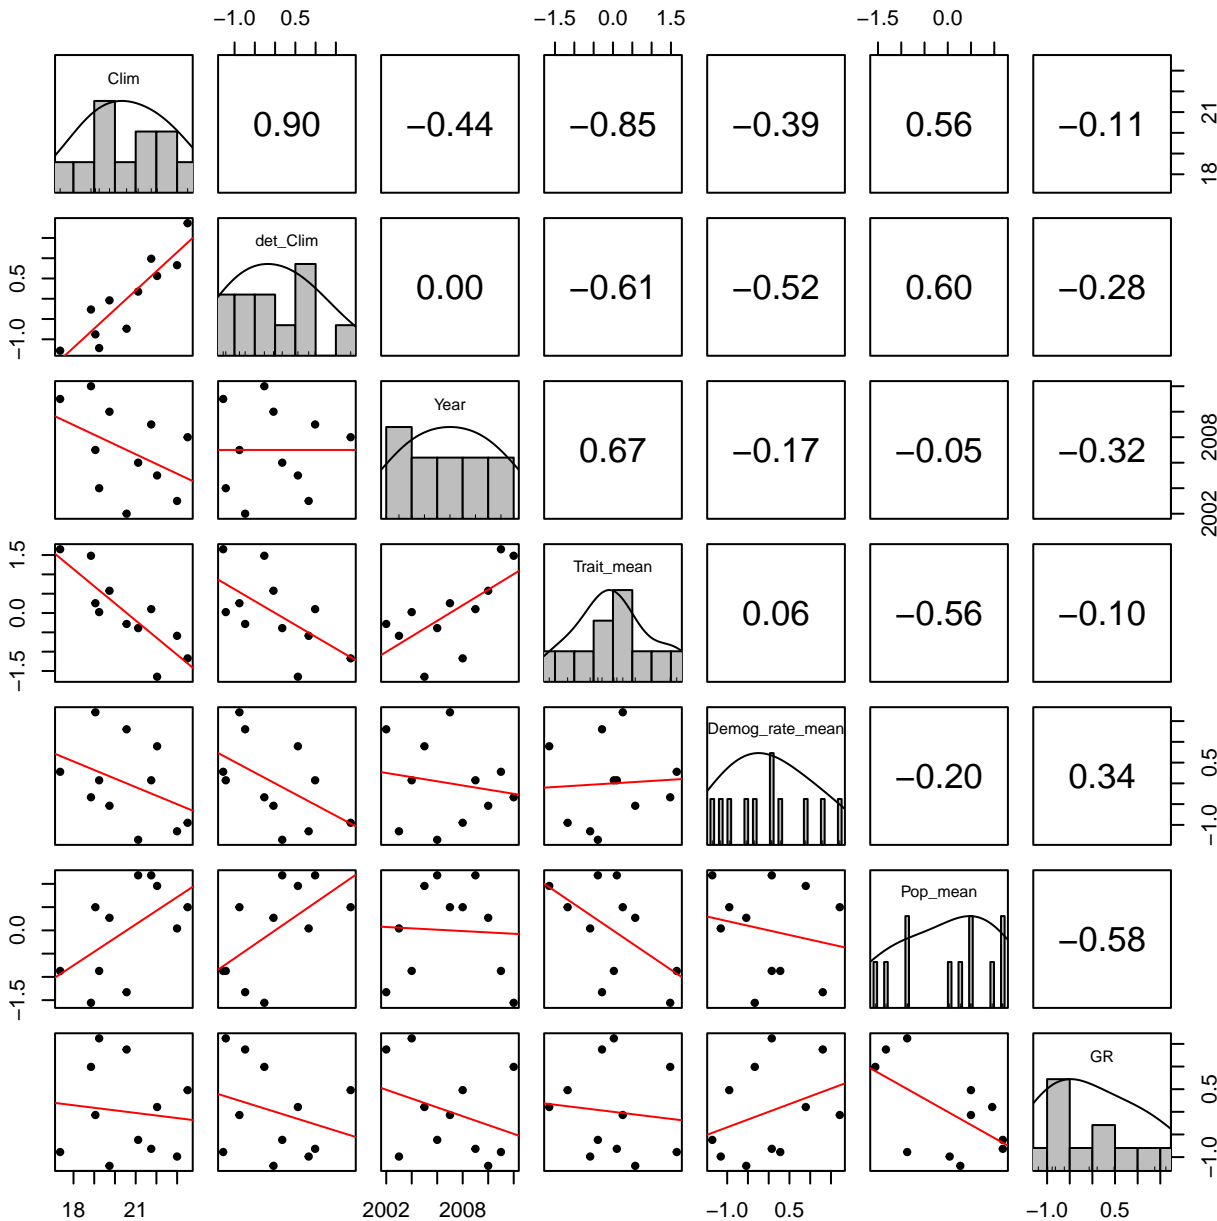 −1.0 0.5 −1.5 0.0 1.5 −1.5 0.0
Clim 0.90 −0.44 −0.85 −0.39 0.56 −0.11 18 21
−1.0 0.5 det_Clim 0.00 −0.61 −0.52 0.60 −0.28
Year 0.67 −0.17 −0.05 −0.32 2002 2008
−1.5 0.0 1.5 Trait_mean 0.06 −0.56 −0.10
Demog_rate_mean −0.20 0.34 −1.0 0.5
−1.5 0.0 Pop_mean −0.58
GR −1.0 0.5
18 21 2002 2008 −1.0 0.5 −1.0 0.5